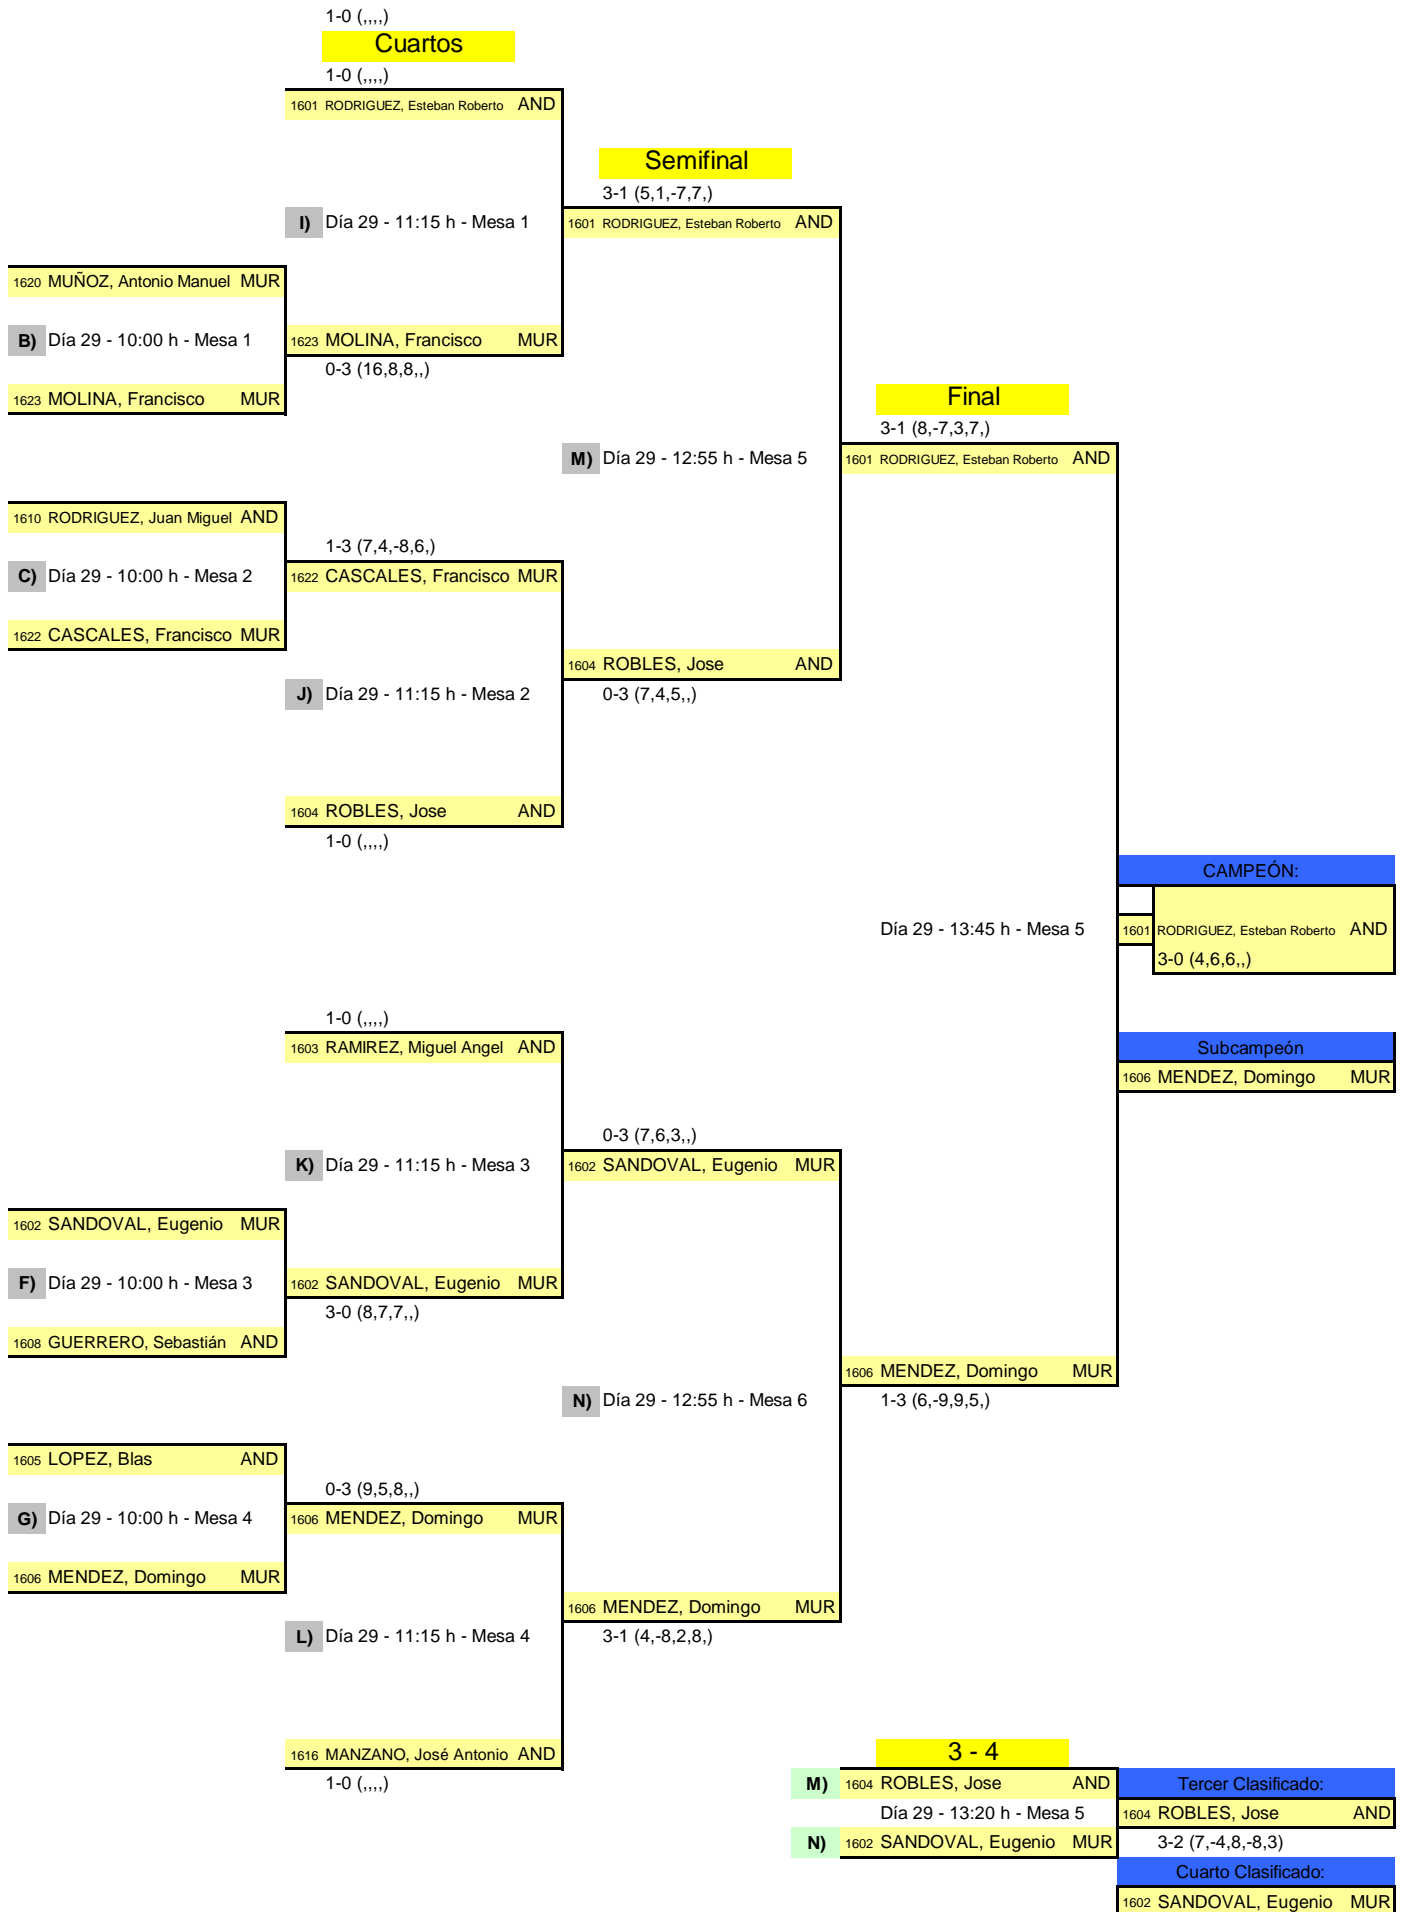 1-0 (,,,,)
Cuartos
1-0 (,,,,)
1601 RODRIGUEZ, Esteban Roberto AND
Semifinal
3-1 (5,1,-7,7,)
I) Día 29 - 11:15 h - Mesa 1
1601 RODRIGUEZ, Esteban Roberto AND
1620 MUÑOZ, Antonio Manuel MUR
B) Día 29 - 10:00 h - Mesa 1
1623 MOLINA, Francisco MUR
0-3 (16,8,8,,)
1623 MOLINA, Francisco MUR
Final
3-1 (8,-7,3,7,)
M) Día 29 - 12:55 h - Mesa 5
1601 RODRIGUEZ, Esteban Roberto AND
1610 RODRIGUEZ, Juan Miguel AND
1-3 (7,4,-8,6,)
C) Día 29 - 10:00 h - Mesa 2
1622 CASCALES, Francisco MUR
1622 CASCALES, Francisco MUR
1604 ROBLES, Jose AND
J) Día 29 - 11:15 h - Mesa 2
0-3 (7,4,5,,)
1604 ROBLES, Jose AND
1-0 (,,,,)
CAMPEÓN:
Día 29 - 13:45 h - Mesa 5
1601 RODRIGUEZ, Esteban Roberto AND
3-0 (4,6,6,,)
1-0 (,,,,)
1603 RAMIREZ, Miguel Angel AND
Subcampeón
1606 MENDEZ, Domingo MUR
0-3 (7,6,3,,)
K) Día 29 - 11:15 h - Mesa 3
1602 SANDOVAL, Eugenio MUR
1602 SANDOVAL, Eugenio MUR
F) Día 29 - 10:00 h - Mesa 3
1602 SANDOVAL, Eugenio MUR
3-0 (8,7,7,,)
1608 GUERRERO, Sebastián AND
1606 MENDEZ, Domingo MUR
N) Día 29 - 12:55 h - Mesa 6
1-3 (6,-9,9,5,)
1605 LOPEZ, Blas AND
0-3 (9,5,8,,)
G) Día 29 - 10:00 h - Mesa 4
1606 MENDEZ, Domingo MUR
1606 MENDEZ, Domingo MUR
1606 MENDEZ, Domingo MUR
L) Día 29 - 11:15 h - Mesa 4
3-1 (4,-8,2,8,)
1616 MANZANO, José Antonio AND
1-0 (,,,,)
3 - 4
M) 1604 ROBLES, Jose AND
Tercer Clasificado:
Día 29 - 13:20 h - Mesa 5
1604 ROBLES, Jose AND
N) 1602 SANDOVAL, Eugenio MUR
3-2 (7,-4,8,-8,3)
Cuarto Clasificado:
1602 SANDOVAL, Eugenio MUR